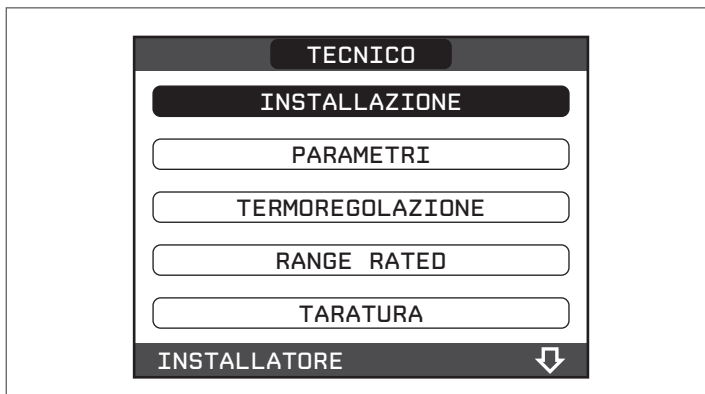 TECNICO
INSTALLAZIONE
PARAMETRI
TERMOREGOLAZIONE
RANGE RATED
TARATURA
INSTALLATORE